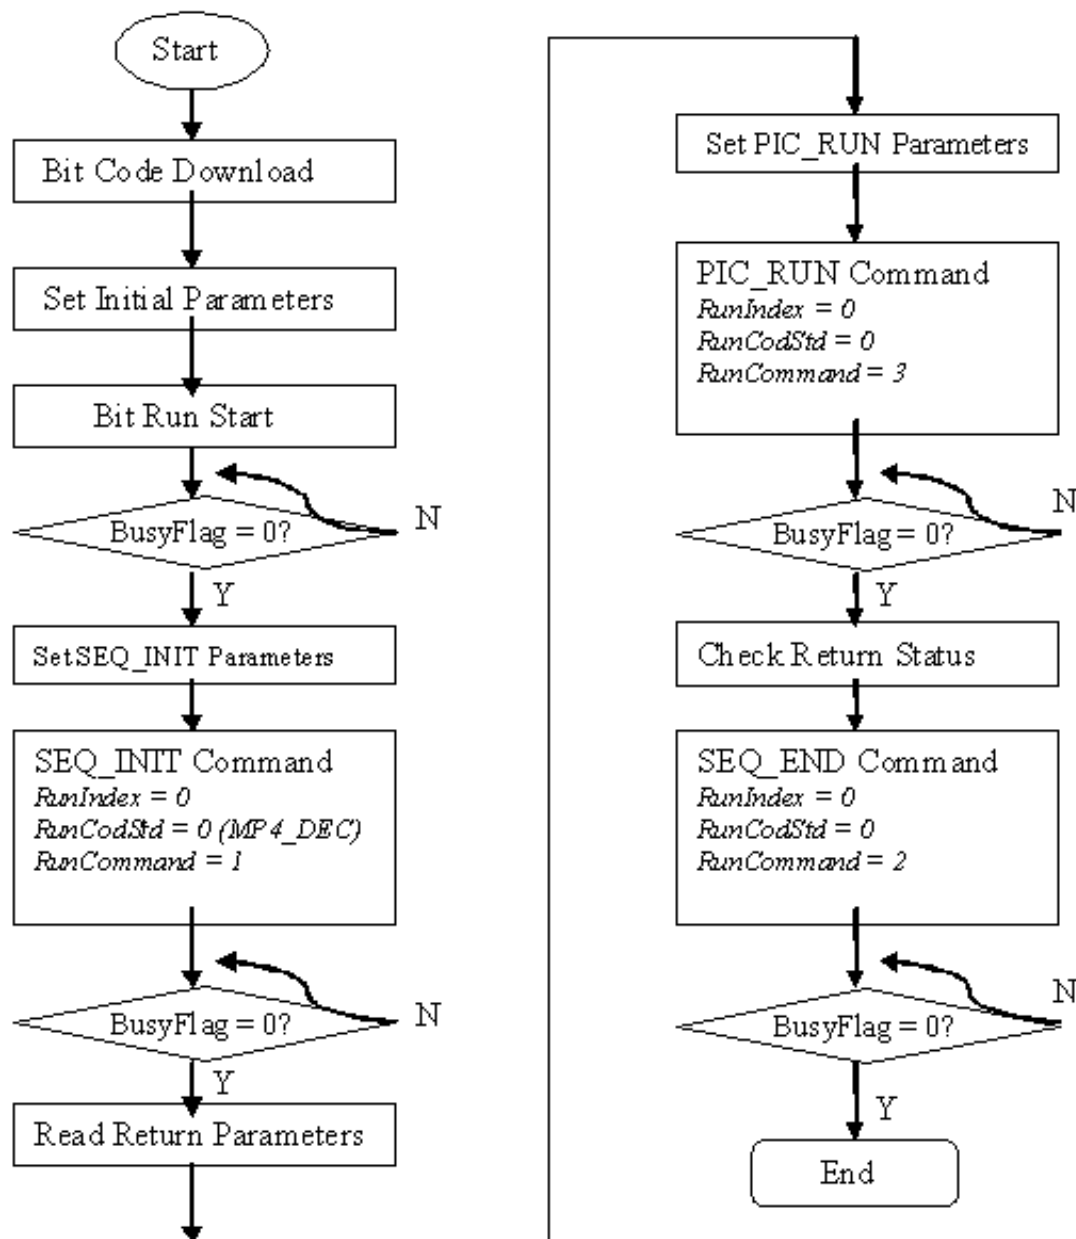 Start
Bit Code Download
Set Initial Parameters
Bit Run Start
BusyFlag = 0?
N
Y
Set SEQ_INIT Parameters
SEQ_INIT Command
RunIndex = 0
RunCodStd = 0 (MP4_DEC)
RunCommand = 1
BusyFlag = 0?
N
Y
Read Return Parameters
Set PIC_RUN Parameters
PIC_RUN Command
RunIndex = 0
RunCodStd = 0
RunCommand = 3
BusyFlag = 0?
N
Y
Check Return Status
SEQ_END Command
RunIndex = 0
RunCodStd = 0
RunCommand = 2
BusyFlag = 0?
N
Y
End